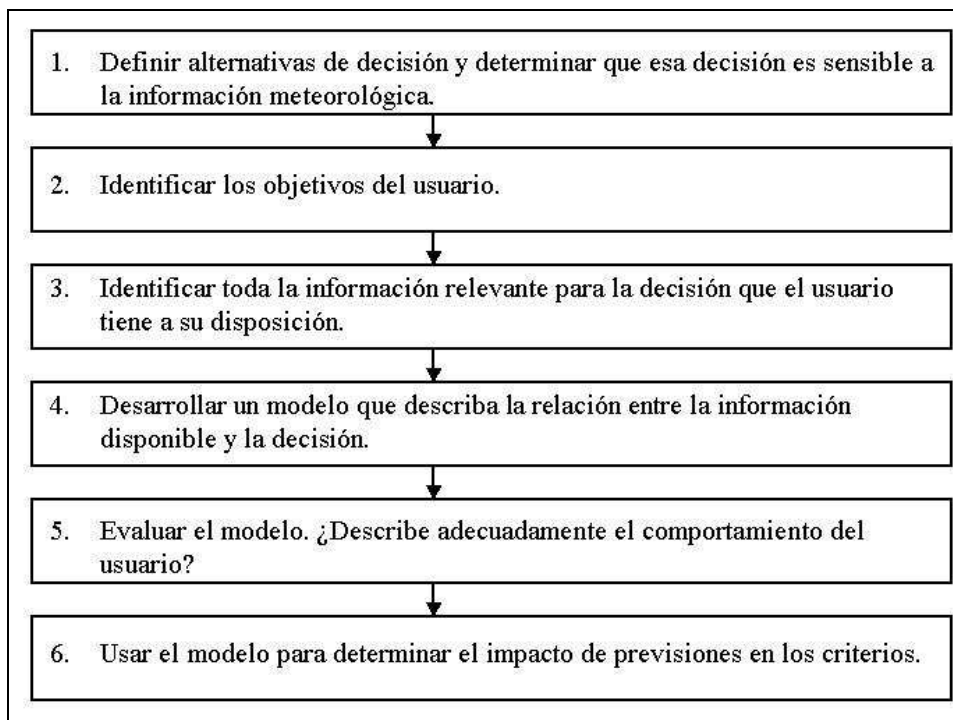 1. Definir alternativas de decisión y determinar que esa decisión es sensible a
la información meteorológica.
2. Identificar los objetivos del usuario.
3. Identificar toda la información relevante para la decisión que el usuario
tiene a su disposición.
4. Desarrollar un modelo que describa la relación entre la información
disponible y la decisión.
5. Evaluar el modelo. ¿Describe adecuadamente el comportamiento del
usuario?
6. Usar el modelo para determinar el impacto de previsiones en los criterios.